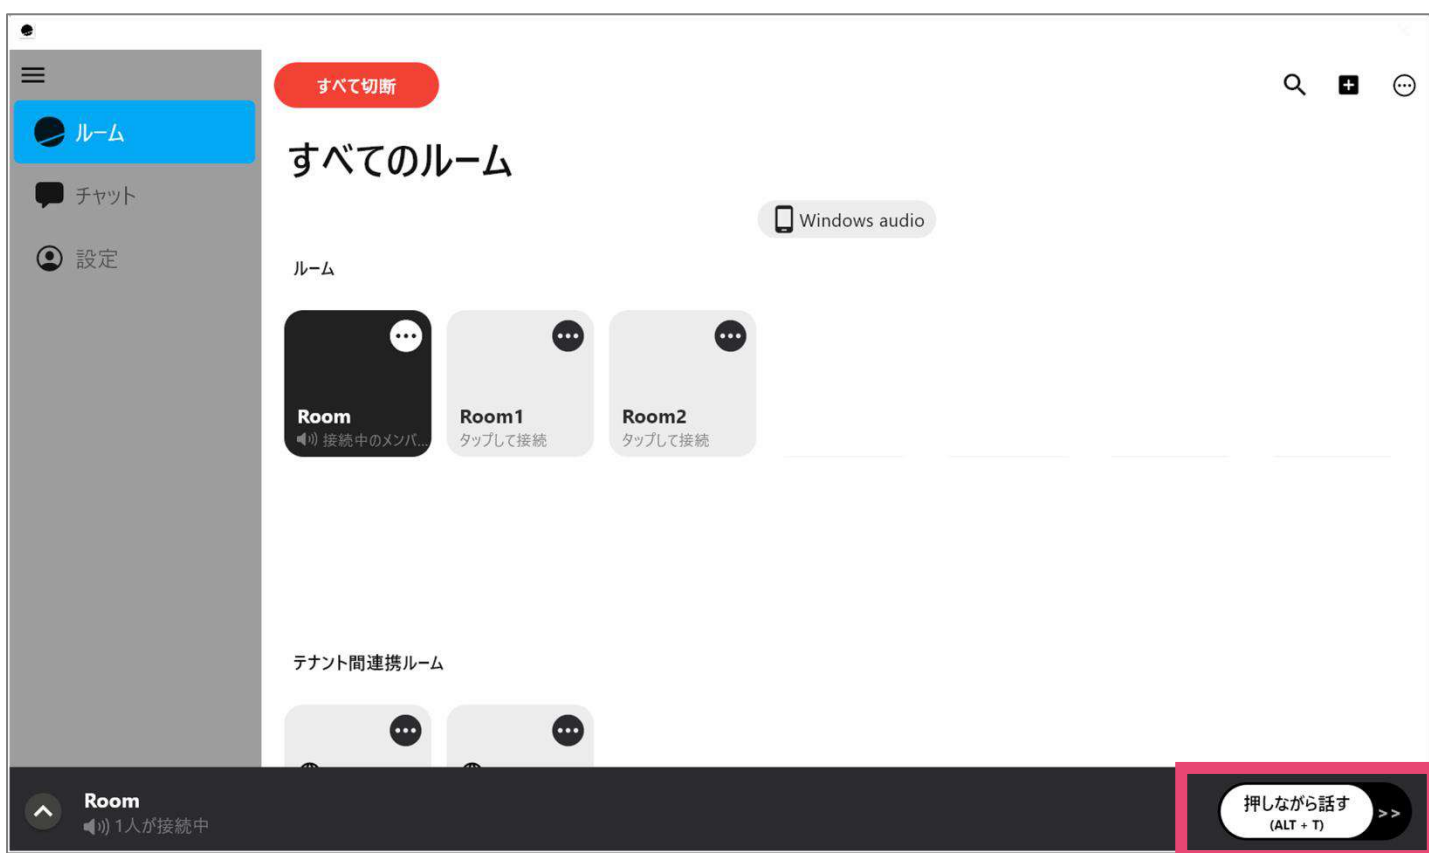 すべて切断
ルーム
チャット
設定
すべてのルーム
Windows audio
ルーム
Room
接続中のメンバ...
Room1
タップして接続
Room2
タップして接続
テナント間連携ルーム
Room
1人が接続中
押しながら話す
(ALT + T)
>>